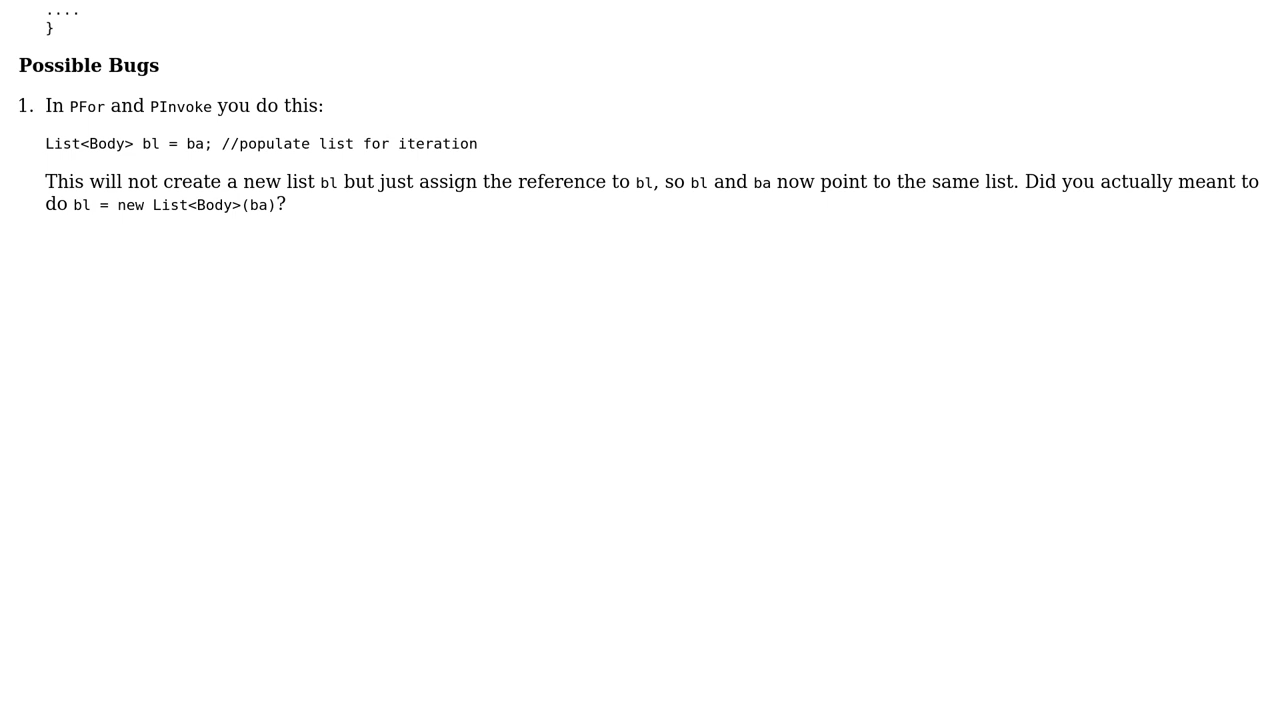 ....
}
Possible Bugs
1. In PFor and PInvoke you do this:
List<Body> bl = ba; //populate list for iteration
This will not create a new list bl but just assign the reference to bl, so bl and ba now point to the same list. Did you actually meant to
do bl = new List<Body>(ba)?